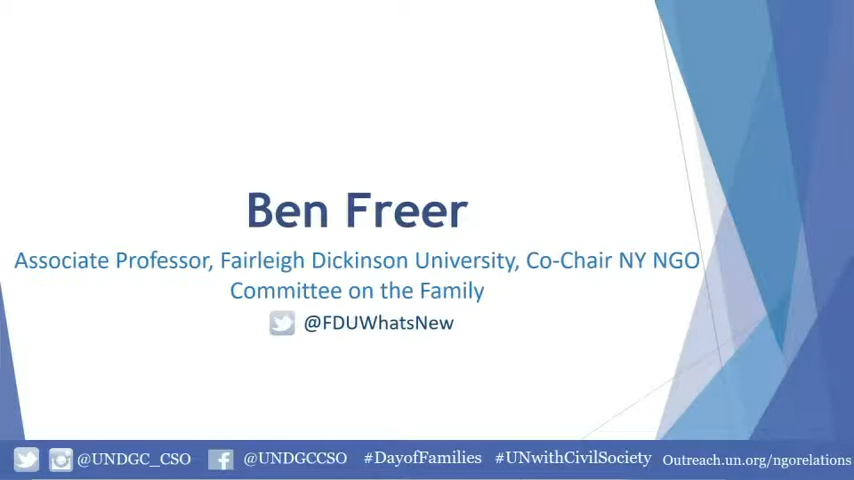 Ben Freer
Associate Professor, Fairleigh Dickinson University, Co-Chair NY NGO
Committee on the Family
@FDUWhatsNew
@UNDGC_CSO @UNDGCCSO #DayofFamilies #UNwithCivilSociety Outreach.un.org/ngorelations